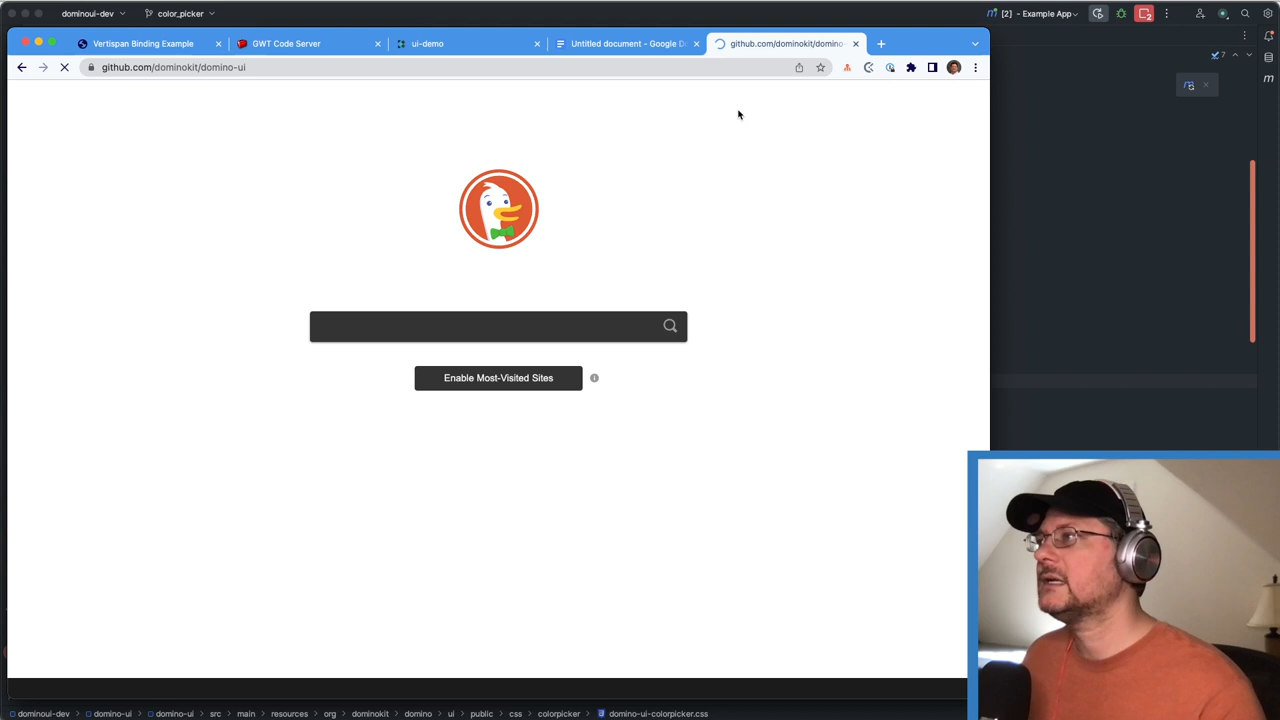 dominoui-dev
color_picker
[2] - Example App
Vertispan Binding Example
GWT Code Server
ui-demo
Untitled document - Google D
github.com/dominokit/domino-
github.com/dominokit/domino-ui
7
Enable Most-Visited Sites
dominoui-dev
domino-ui
domino-ui
src
main
resources
org
dominokit
domino
ui
public
css
colorpicker
domino-ui-colorpicker.css